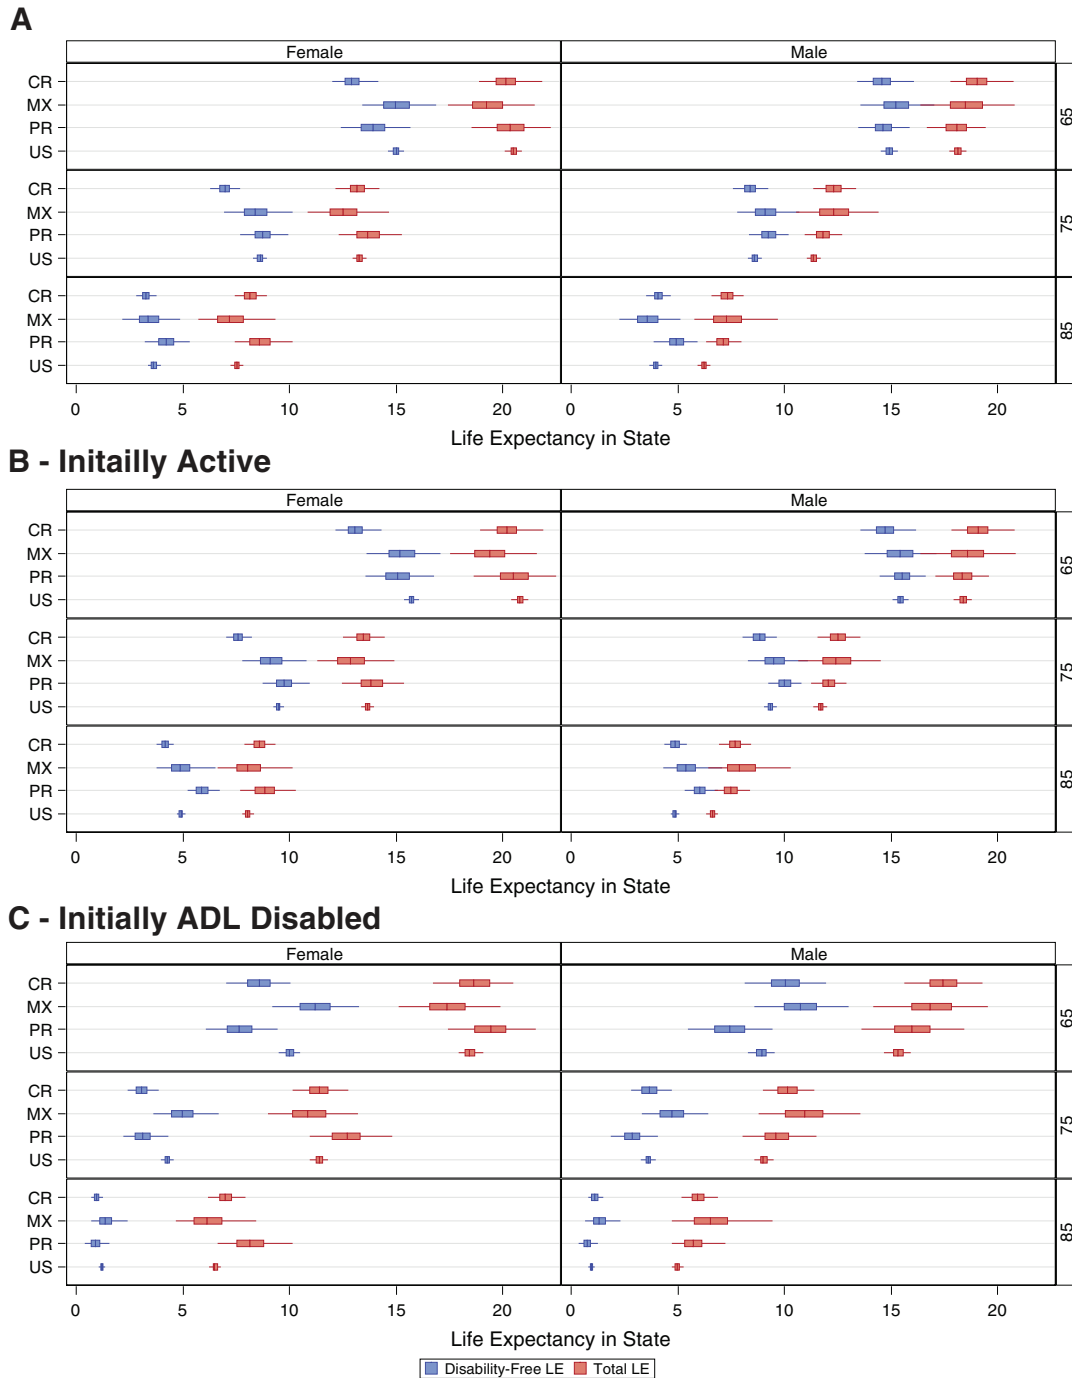 A
Female Male
CR
MX
PR
US
65
CR
MX
PR
US
75
CR
MX
PR
US
85
0 5 10 15 20 0 5 10 15 20
Life Expectancy in State
B - Initailly Active
Female Male
CR
MX
PR
US
65
CR
MX
PR
US
75
CR
MX
PR
US
85
0 5 10 15 20 0 5 10 15 20
Life Expectancy in State
C - Initially ADL Disabled
Female Male
CR
MX
PR
US
65
CR
MX
PR
US
75
CR
MX
PR
US
85
0 5 10 15 20 0 5 10 15 20
Life Expectancy in State
Disability-Free LE Total LE